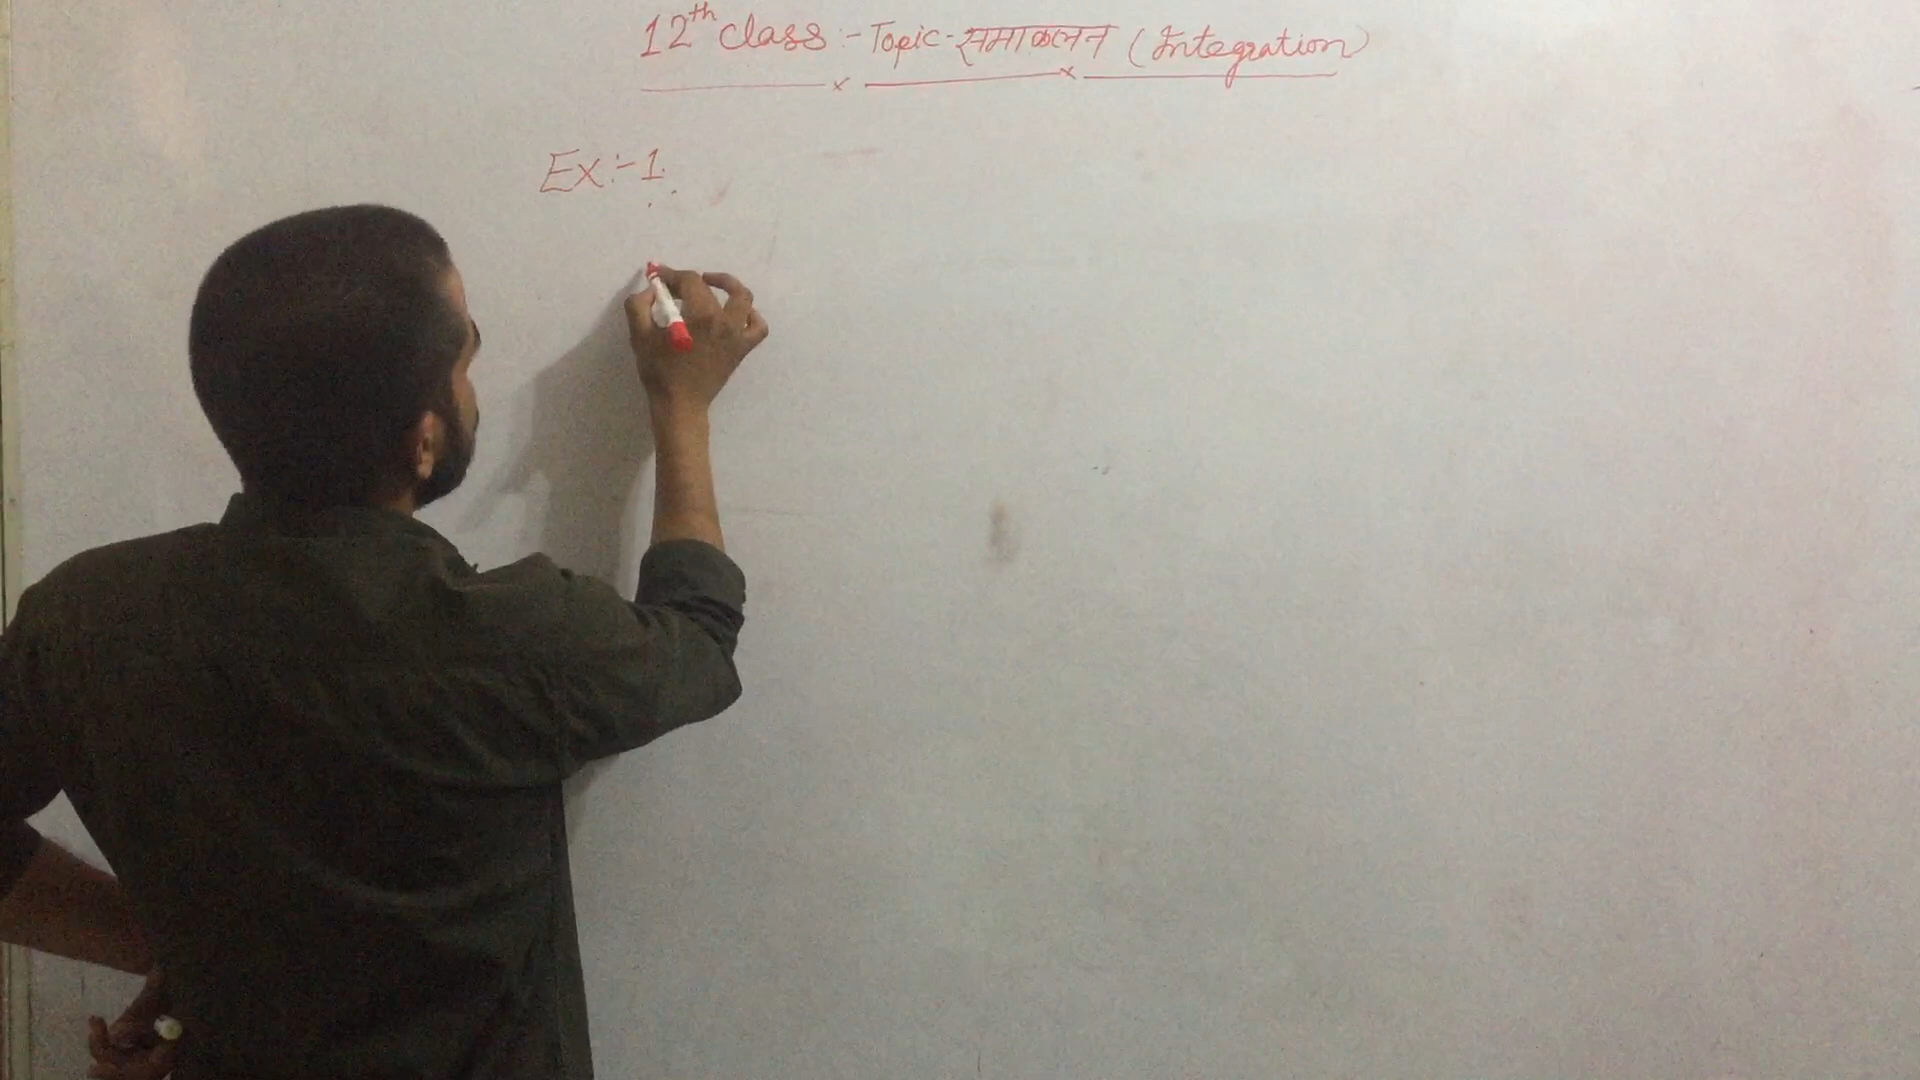 12th class :- Topic - समाकलन (Integration)
Ex:- 1.